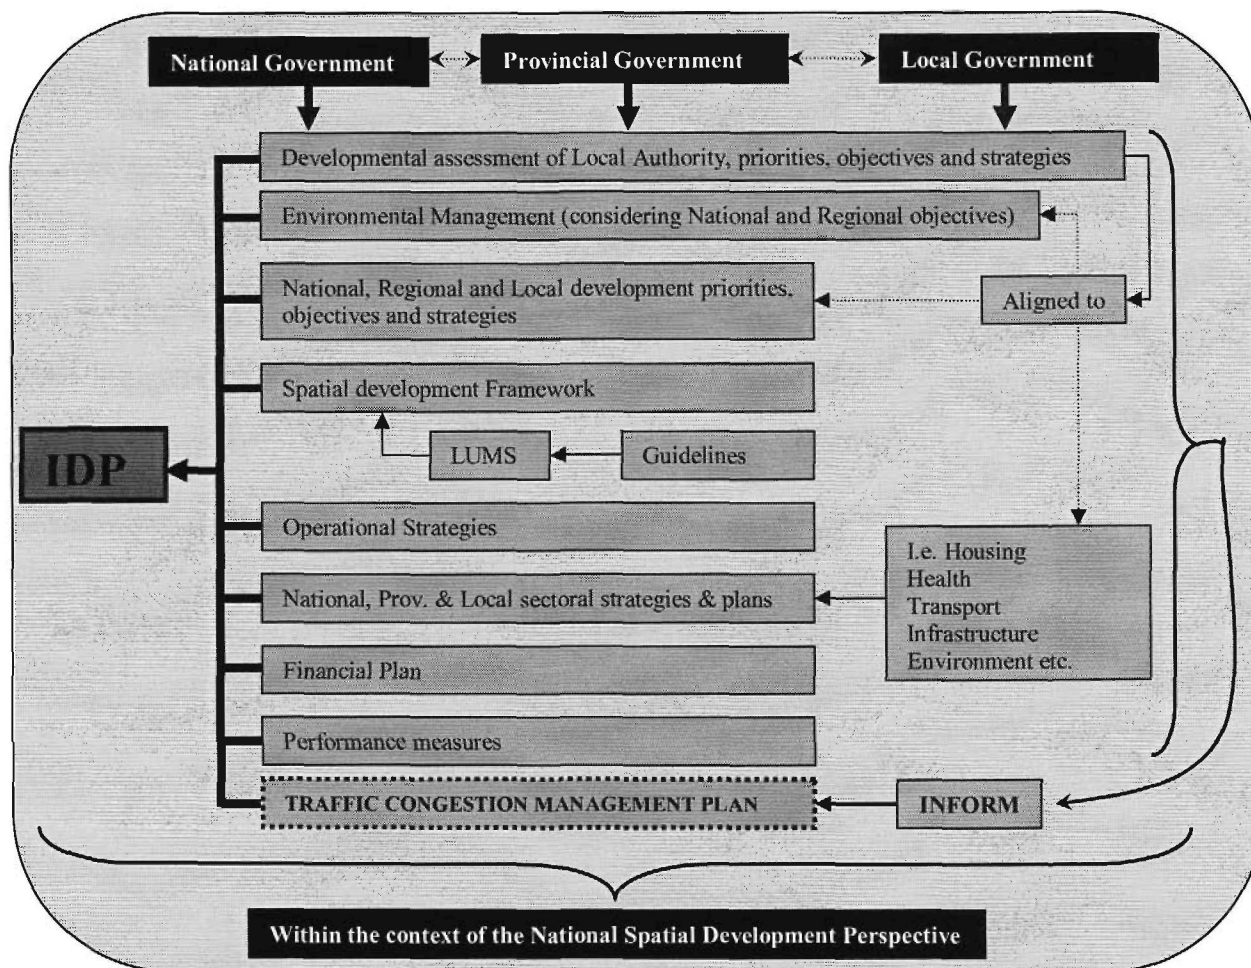 National Government
Provincial Government
Local Government
Developmental assessment of Local Authority, priorities, objectives and strategies
Environmental Management (considering National and Regional objectives)
National, Regional and Local development priorities,
objectives and strategies
Aligned to
Spatial development Framework
LUMS
Guidelines
IDP
Operational Strategies
I.e. Housing
Health
Transport
Infrastructure
Environment etc.
National, Prov. & Local sectoral strategies & plans
Financial Plan
Performance measures
TRAFFIC CONGESTION MANAGEMENT PLAN
INFORM
Within the context of the National Spatial Development Perspective